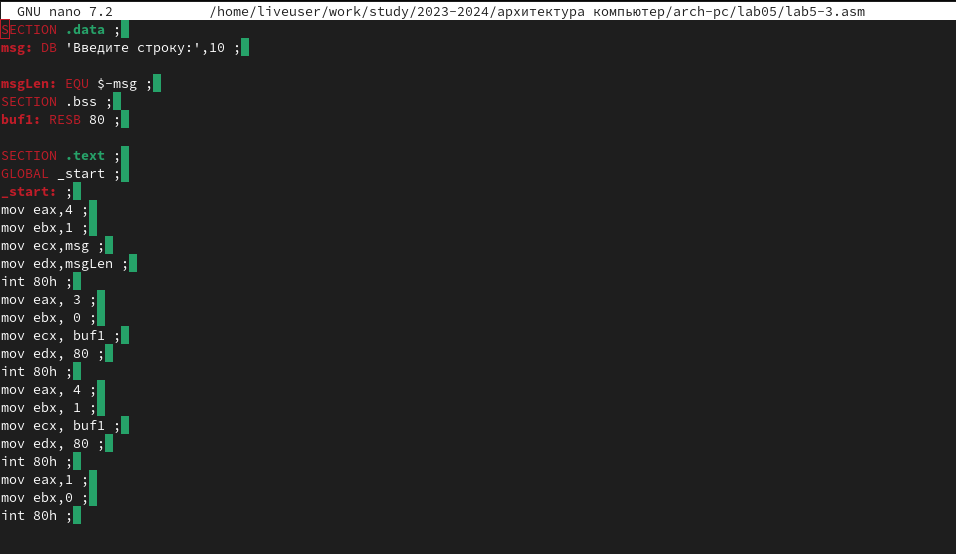 GNU nano 7.2 /home/liveuser/work/study/2023-2024/архитектура компьютер/arch-pc/lab05/lab5-3.asm
SECTION .data ;
msg: DB 'Введите строку:',10 ;
msgLen: EQU $-msg ;
SECTION .bss ;
buf1: RESB 80 ;
SECTION .text ;
GLOBAL _start ;
_start: ;
mov eax,4 ;
mov ebx,1 ;
mov ecx,msg ;
mov edx,msgLen ;
int 80h ;
mov eax, 3 ;
mov ebx, 0 ;
mov ecx, buf1 ;
mov edx, 80 ;
int 80h ;
mov eax, 4 ;
mov ebx, 1 ;
mov ecx, buf1 ;
mov edx, 80 ;
int 80h ;
mov eax,1 ;
mov ebx,0 ;
int 80h ;